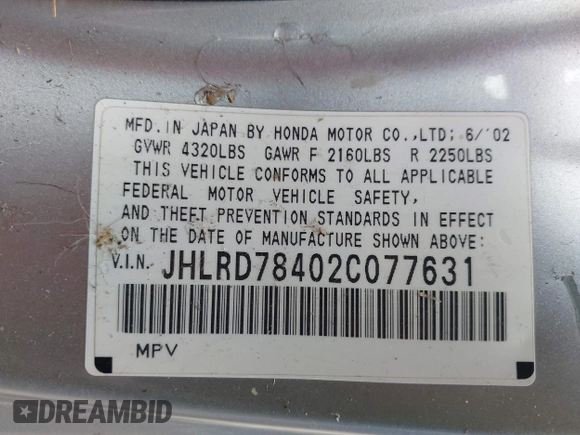 MFD.IN JAPAN BY HONDA MOTOR CO.,LTD; 6/'02
GVWR 4320LBS GAWR F 2160LBS R 2250LBS
THIS VEHICLE CONFORMS TO ALL APPLICABLE
FEDERAL MOTOR VEHICLE SAFETY,
AND THEFT PREVENTION STANDARDS IN EFFECT
ON THE DATE OF MANUFACTURE SHOWN ABOVE:
V.I.N. JHLRD78402C077631
MPV
DREAMBID